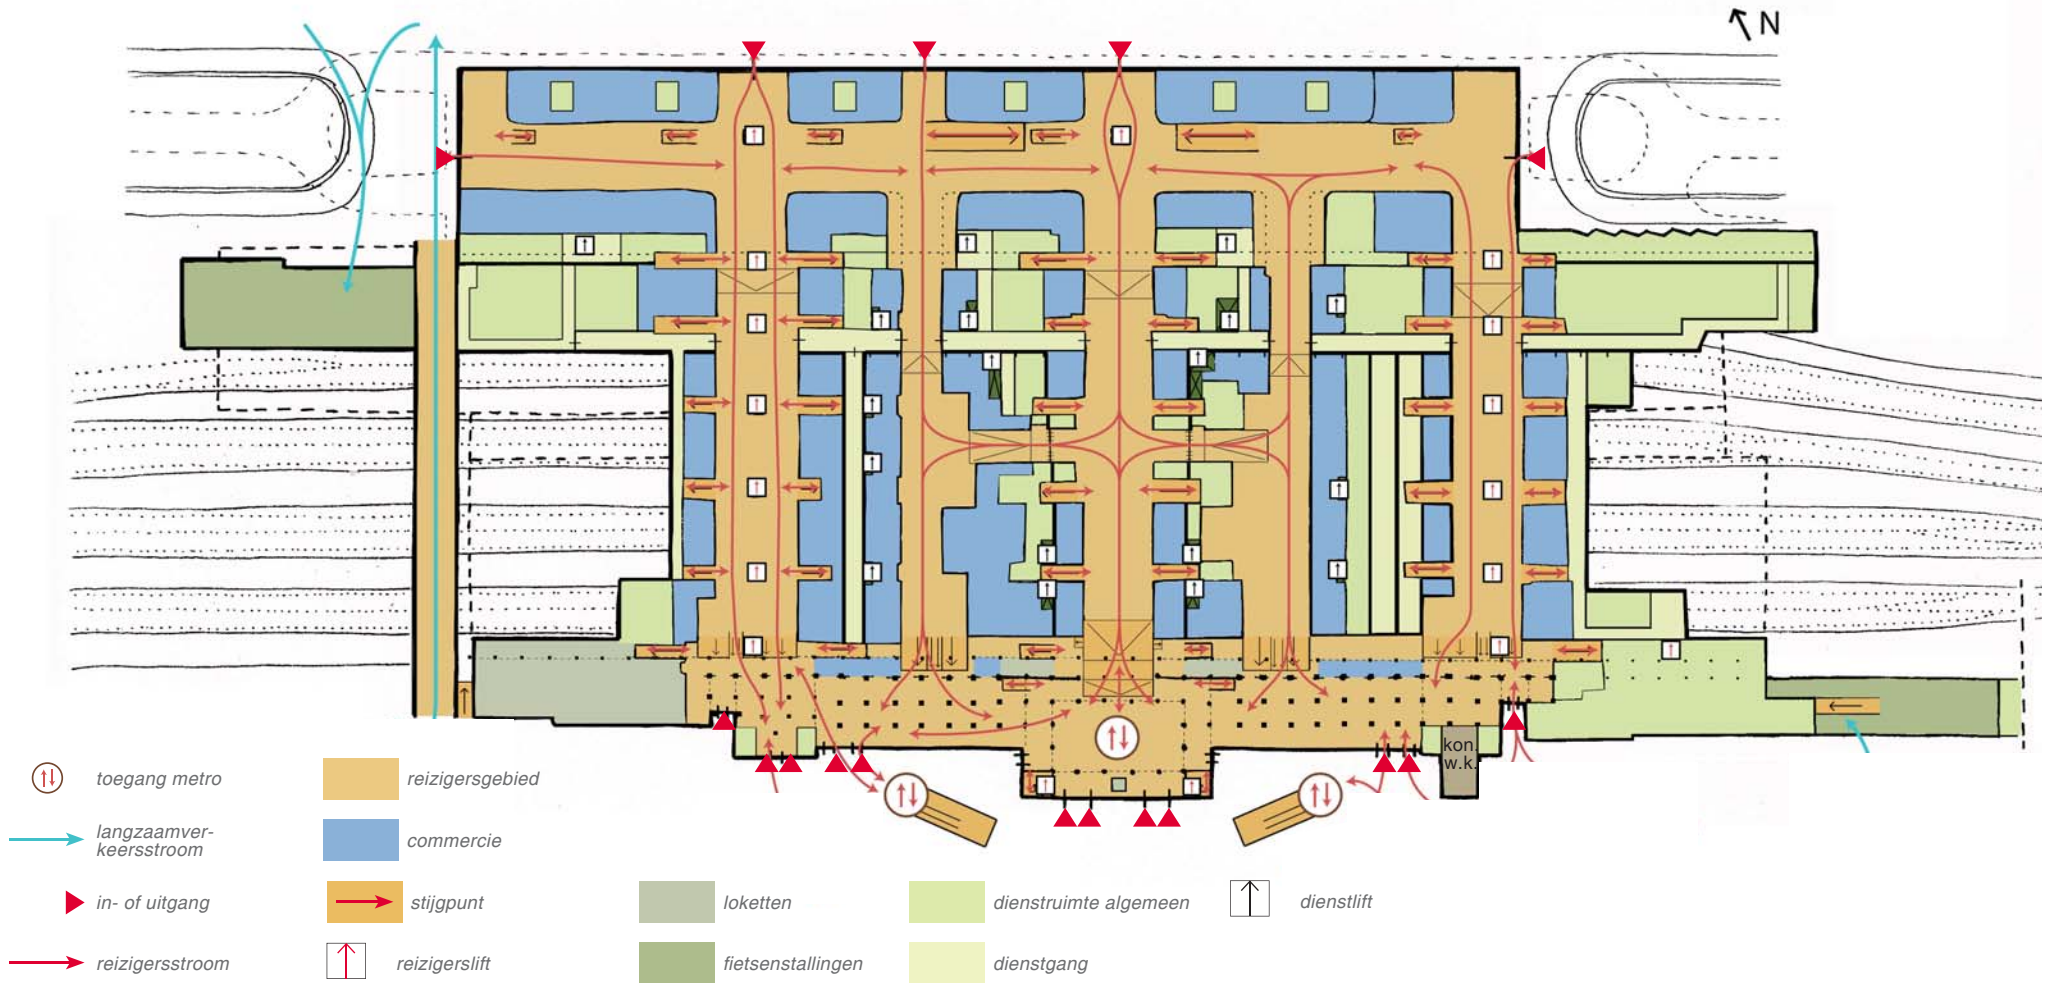 N
kon.
w.k.
toegang metro
reizigersgebied
langzaamver-
keersstroom
commercie
in- of uitgang
stijgpunt
loketten
dienstruimte algemeen
dienstlift
reizigersstroom
reizigerslift
fietsenstallingen
dienstgang